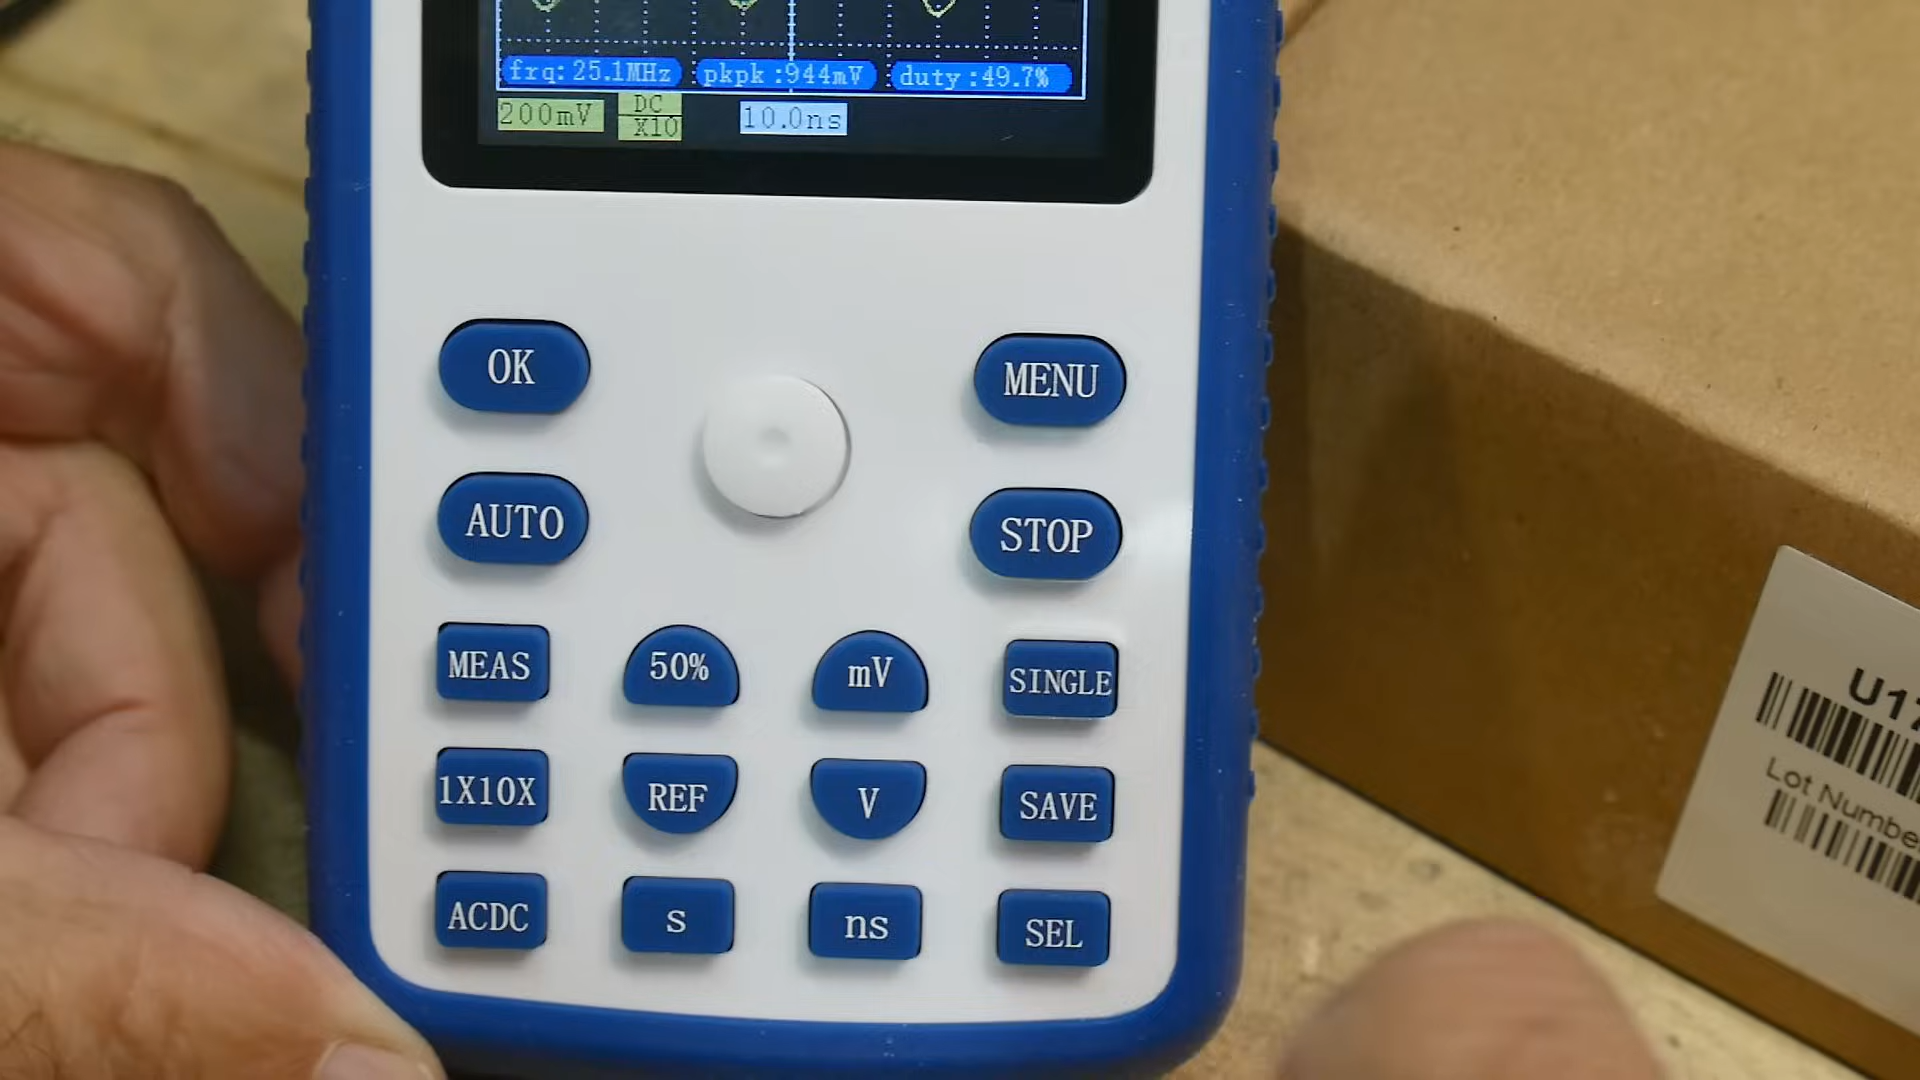 frq: 25.1MHz pkpk :944mV duty :49.7%
200mV DC X10 10.0ns
OK
MENU
AUTO
STOP
MEAS 50% mV SINGLE
1X10X REF V SAVE
ACDC s ns SEL
Lot